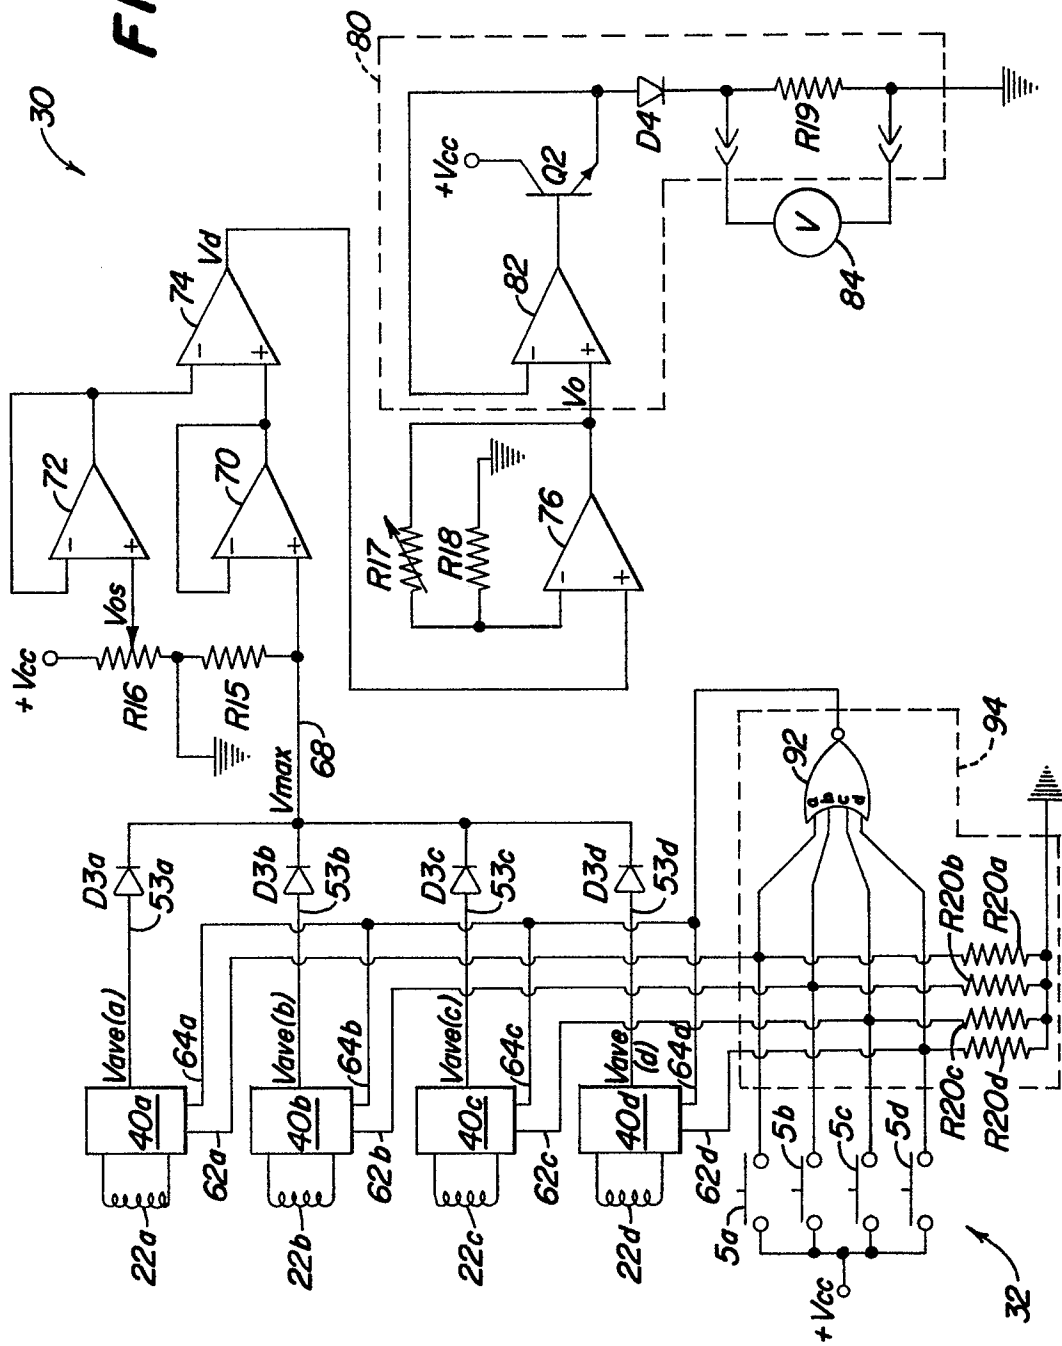 FI
30
80
+Vcc
Q2
D4
R19
V
84
82
-
+
Vo
Vd
74
-
+
72
-
+
70
-
+
Vos
+Vcc
R16
R15
R17
R18
76
-
+
Vmax
68
D3a
53a
D3b
53b
D3c
53c
D3d
53d
Vave(a)
64a
40a
62a
22a
Vave(b)
64b
40b
62b
22b
Vave(c)
64c
40c
62c
22c
Vave
(d)
64d
40d
62d
22d
92
a
b
c
d
94
R20b
R20a
R20c
R20d
5a
5b
5c
5d
+Vcc
32